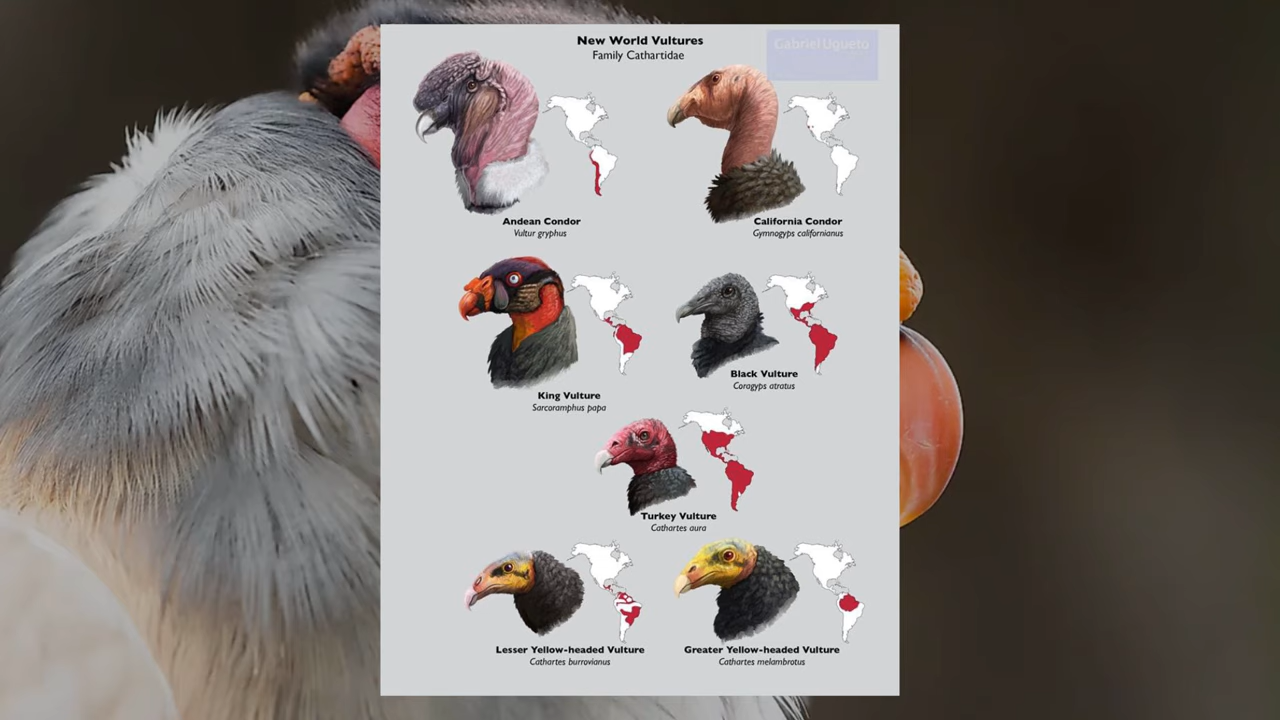 New World Vultures
Family Cathartidae
Gabriel Ugueto
Andean Condor
Vultur gryphus
California Condor
Gymnogyps californianus
King Vulture
Sarcoramphus papa
Black Vulture
Coragyps atratus
Turkey Vulture
Cathartes aura
Lesser Yellow-headed Vulture
Cathartes burrovianus
Greater Yellow-headed Vulture
Cathartes melambrotus